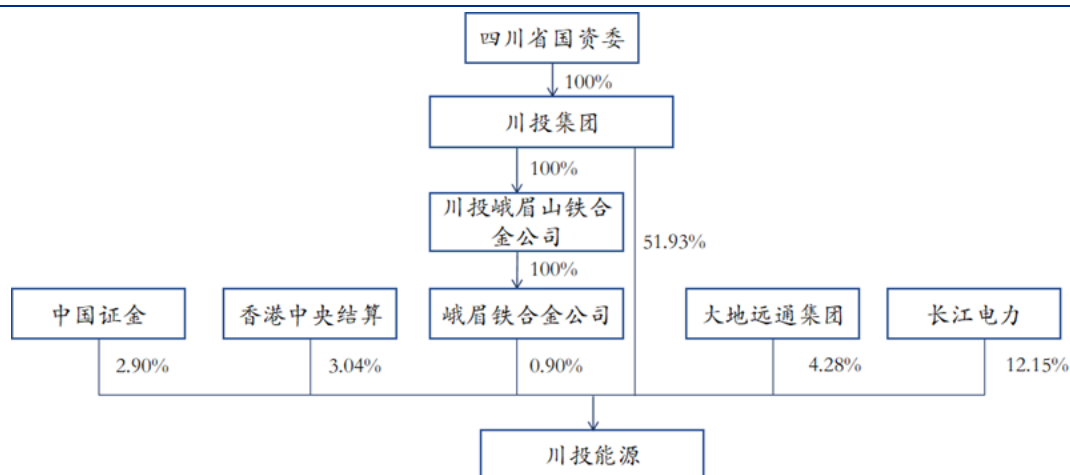 四川省国资委
100%
川投集团
100%
川投峨眉山铁合
金公司
51.93%
100%
中国证金
香港中央结算
峨眉铁合金公司
大地远通集团
长江电力
2.90%
3.04%
0.90%
4.28%
12.15%
川投能源